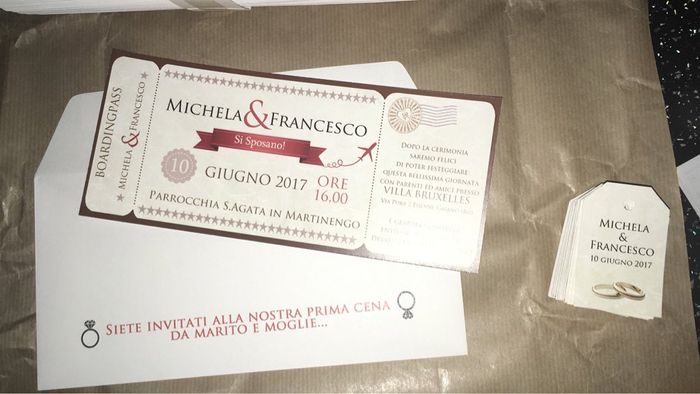 BOARDINGPASS
MICHELA & FRANCESCO
MICHELA & FRANCESCO
Si Sposano!
10
GIUGNO 2017
ORE
16.00
PARROCCHIA S.AGATA IN MARTINENGO
DOPO LA CERIMONIA
SAREMO FELICI
DI POTER FESTEGGIARE
QUESTA BELLISSIMA GIORNATA
CON PARENTI ED AMICI PRESSO
VILLA BRUXELLES
VIA
MICHELA
&
FRANCESCO
10 GIUGNO 2017
SIETE INVITATI ALLA NOSTRA PRIMA CENA
DA MARITO E MOGLIE...